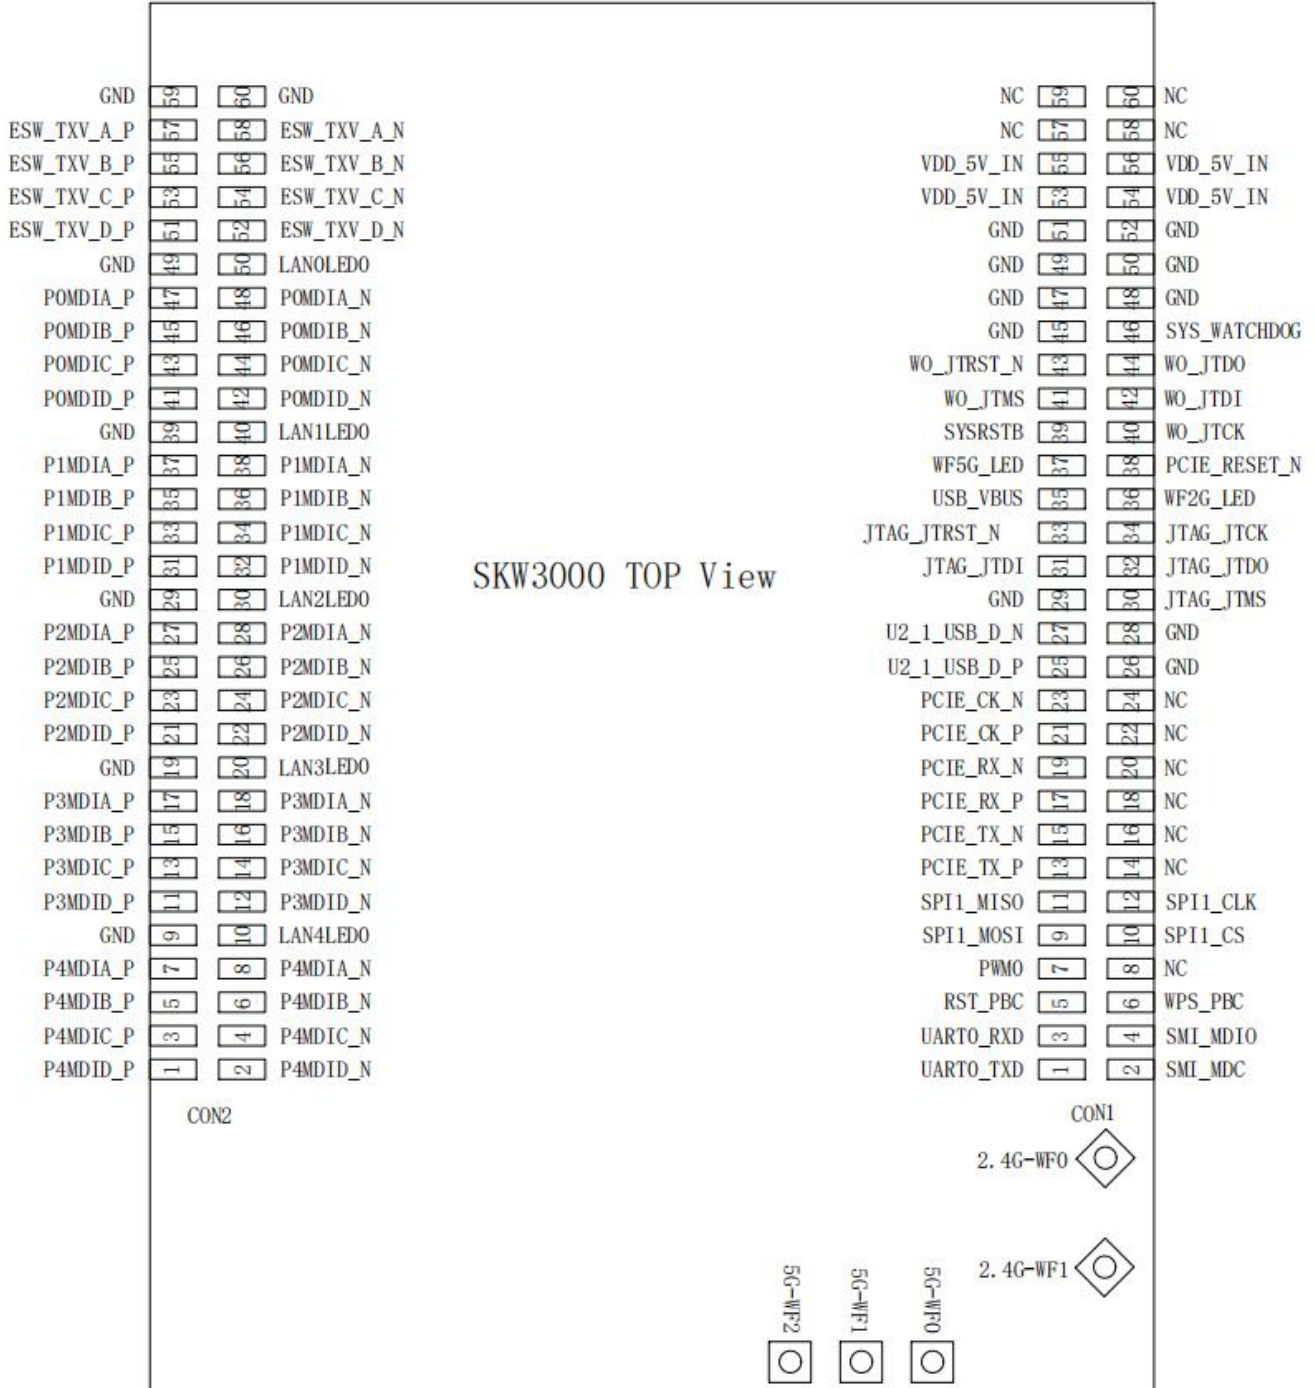 GND 59 60 GND NC 59 60 NC
ESW_TXV_A_P 57 58 ESW_TXV_A_N NC 57 58 NC
ESW_TXV_B_P 55 56 ESW_TXV_B_N VDD_5V_IN 55 56 VDD_5V_IN
ESW_TXV_C_P 53 54 ESW_TXV_C_N VDD_5V_IN 53 54 VDD_5V_IN
ESW_TXV_D_P 51 52 ESW_TXV_D_N GND 51 52 GND
GND 49 50 LAN0LED0 GND 49 50 GND
P0MDIA_P 47 48 P0MDIA_N GND 47 48 GND
P0MDIB_P 45 46 P0MDIB_N GND 45 46 SYS_WATCHDOG
P0MDIC_P 43 44 P0MDIC_N WO_JTRST_N 43 44 WO_JTDO
P0MDID_P 41 42 P0MDID_N WO_JTMS 41 42 WO_JTDI
GND 39 40 LAN1LED0 SYSRSTB 39 40 WO_JTCK
P1MDIA_P 37 38 P1MDIA_N WF5G_LED 37 38 PCIE_RESET_N
P1MDIB_P 35 36 P1MDIB_N USB_VBUS 35 36 WF2G_LED
P1MDIC_P 33 34 P1MDIC_N JTAG_JTRST_N 33 34 JTAG_JTCK
P1MDID_P 31 32 P1MDID_N JTAG_JTDI 31 32 JTAG_JTDO
SKW3000 TOP View
GND 29 30 LAN2LED0 GND 29 30 JTAG_JTMS
P2MDIA_P 27 28 P2MDIA_N U2_1_USB_D_N 27 28 GND
P2MDIB_P 25 26 P2MDIB_N U2_1_USB_D_P 25 26 GND
P2MDIC_P 23 24 P2MDIC_N PCIE_CK_N 23 24 NC
P2MDID_P 21 22 P2MDID_N PCIE_CK_P 21 22 NC
GND 19 20 LAN3LED0 PCIE_RX_N 19 20 NC
P3MDIA_P 17 18 P3MDIA_N PCIE_RX_P 17 18 NC
P3MDIB_P 15 16 P3MDIB_N PCIE_TX_N 15 16 NC
P3MDIC_P 13 14 P3MDIC_N PCIE_TX_P 13 14 NC
P3MDID_P 11 12 P3MDID_N SPI1_MISO 11 12 SPI1_CLK
GND 9 10 LAN4LED0 SPI1_MOSI 9 10 SPI1_CS
P4MDIA_P 7 8 P4MDIA_N PWM0 7 8 NC
P4MDIB_P 5 6 P4MDIB_N RST_PBC 5 6 WPS_PBC
P4MDIC_P 3 4 P4MDIC_N UART0_RXD 3 4 SMI_MDIO
P4MDID_P 1 2 P4MDID_N UART0_TXD 1 2 SMI_MDC
CON2 CON1
2.4G-WF0
2.4G-WF1
5G-WF2
5G-WF1
5G-WF0